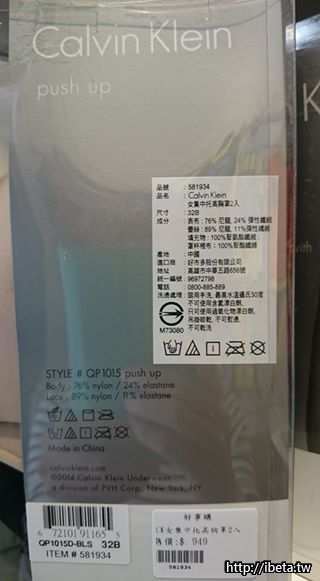 Calvin Klein
push up
品號 : 581934
品名 : Calvin Klein
女集中托高胸罩2入
尺寸 : 32B
成分 : 表布 : 76% 尼龍, 24% 彈性纖維
蕾絲 : 89% 尼龍, 11%彈性纖維
填充物 : 100%聚氨酯纖維 ;
罩杯裡布 : 100%聚酯纖維
產地 : 中國
進口商 : 好市多股份有限公司
地址 : 高雄市中華五路656號
統一編號 : 96972798
電話 : 0800-885-889
洗滌處理 : 限用手洗, 最高水溫攝氏30度
不可使用含氯漂白劑,
只可使用過氧化物漂白劑,
吊掛晾乾, 不可熨燙,
不可乾洗
M73080
STYLE # QP1015 push up
Body : 76% nylon / 24% elastane
Lace : 89% nylon / 11% elastane
Made in China
calvinklein.com
©2014 Calvin Klein Underwear,
a division of PVH Corp., New York, NY
6 72101 91165 3
QP1015D-BLS 32B
ITEM # 581934
好事購
CK女集中托高胸罩2入
售價:$ 949
581934
http://ibeta.tw